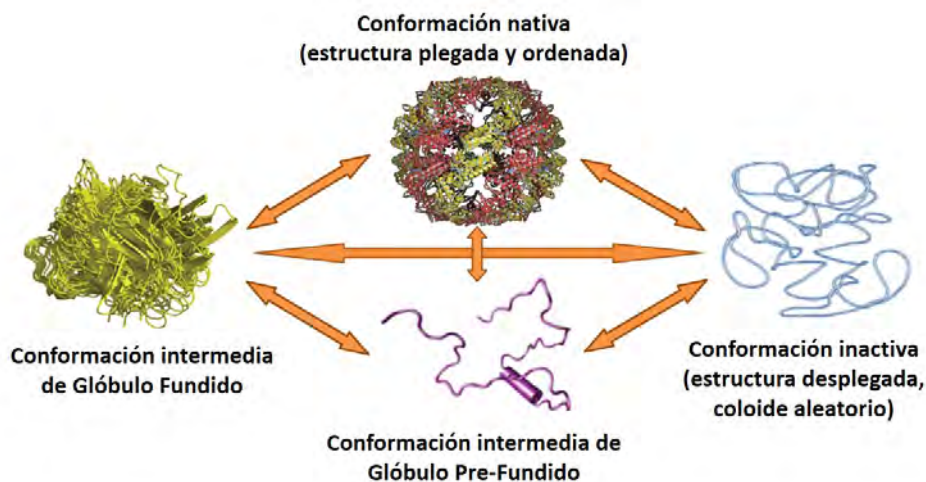 Conformación nativa
(estructura plegada y ordenada)
Conformación intermedia
de Glóbulo Fundido
Conformación inactiva
(estructura desplegada,
coloide aleatorio)
Conformación intermedia de
Glóbulo Pre-Fundido